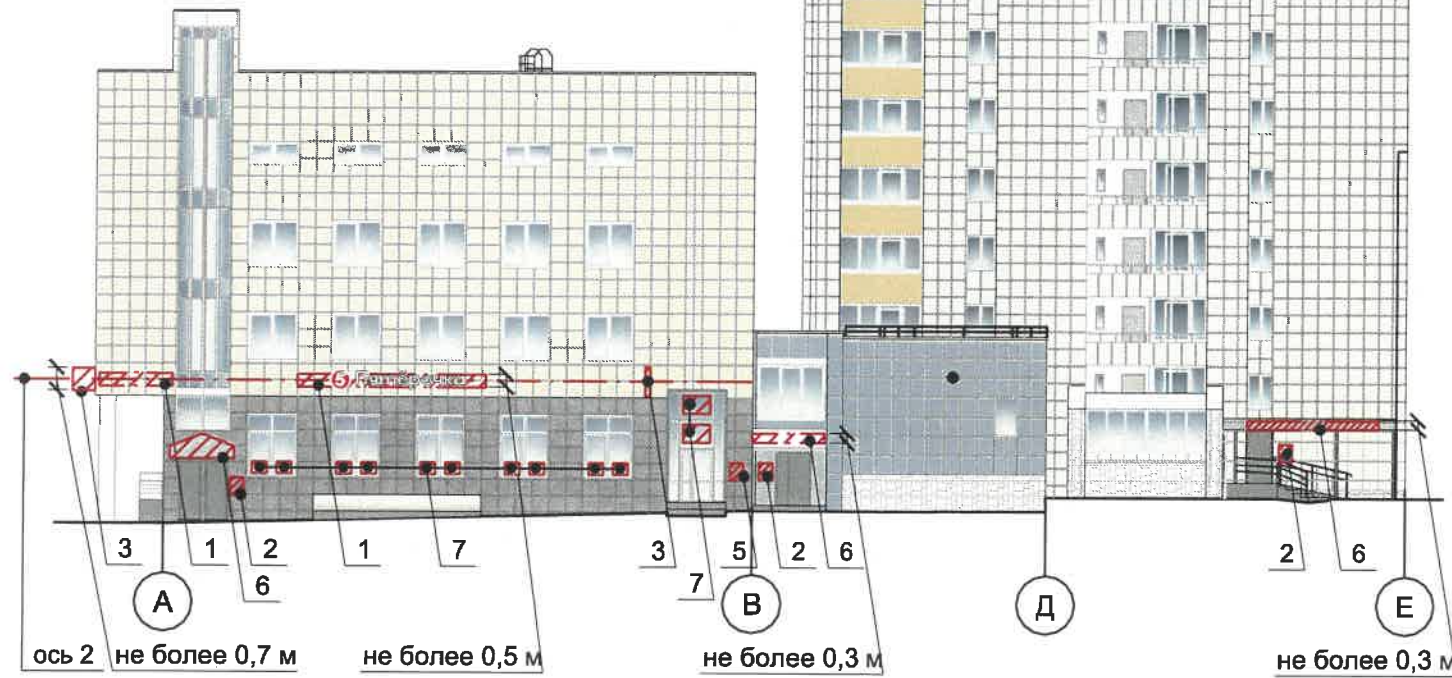 Пятёрочка
3 1 2 1 7 3 5 2 6 2 6
6 7
А В Д Е
ось 2 не более 0,7 м не более 0,5 м не более 0,3 м не более 0,3 м